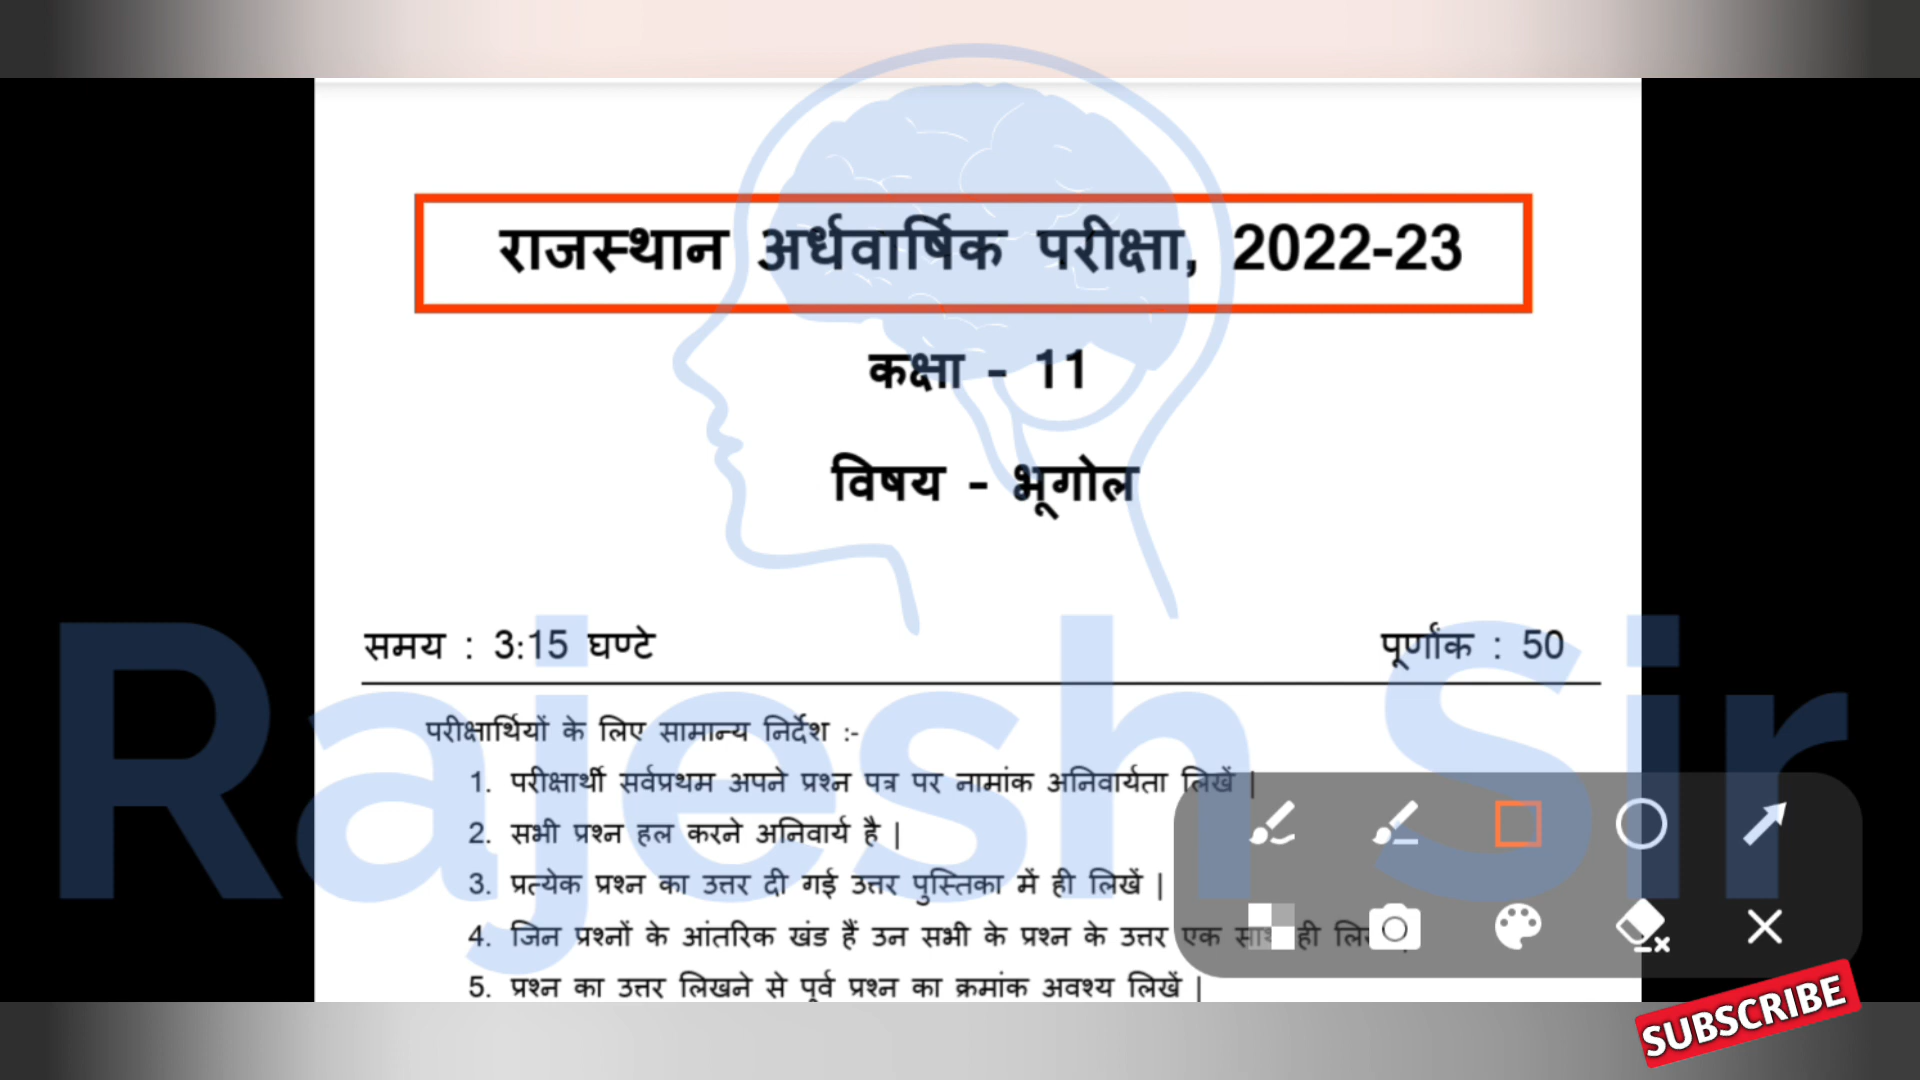 राजस्थान अर्धवार्षिक परीक्षा, 2022-23
कक्षा - 11
विषय - भूगोल
समय : 3:15 घण्टे पूर्णांक : 50
परीक्षार्थियों के लिए सामान्य निर्देश :-
1. परीक्षार्थी सर्वप्रथम अपने प्रश्न पत्र पर नामांक अनिवार्यता लिखें |
2. सभी प्रश्न हल करने अनिवार्य है |
3. प्रत्येक प्रश्न का उत्तर दी गई उत्तर पुस्तिका में ही लिखें |
4. जिन प्रश्नों के आंतरिक खंड हैं उन सभी के प्रश्न के उत्तर एक साथ ही
5. प्रश्न का उत्तर लिखने से पूर्व प्रश्न का क्रमांक अवश्य लिखें |
Rajesh Sir
SUBSCRIBE